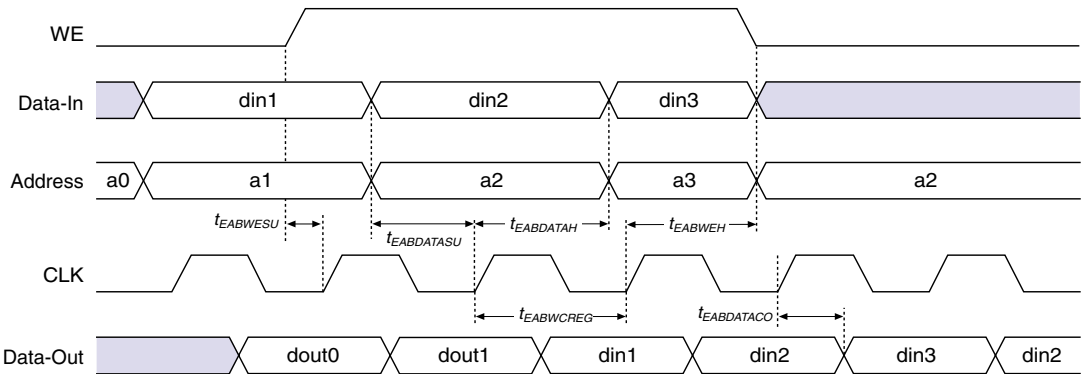 WE
Data-In din1 din2 din3
Address a0 a1 a2 a3 a2
tEABWESU tEABDATASU tEABDATAH tEABWEH
CLK
tEABWCREG tEABDATACO
Data-Out dout0 dout1 din1 din2 din3 din2